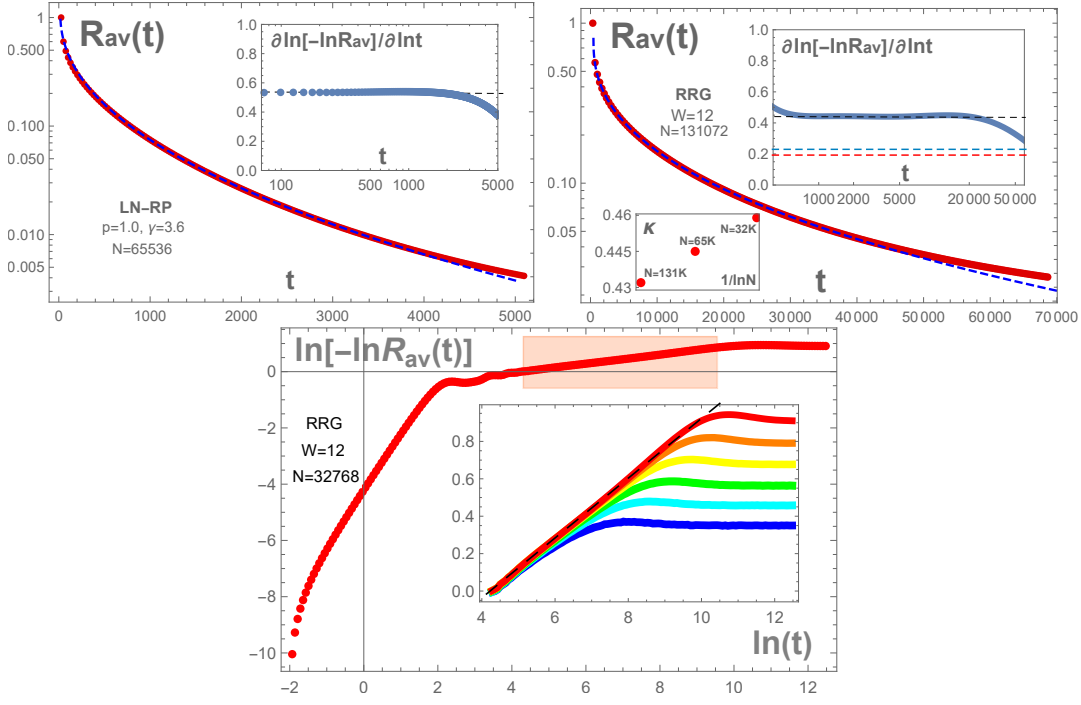 R_av(t)
∂ln[-lnR_av]/∂lnt
1
0.500
0.100
0.050
0.010
0.005
1.0
0.8
0.6
0.4
0.2
0.0
100
500
1000
5000
t
LN-RP
p=1.0, γ=3.6
N=65536
t
0
1000
2000
3000
4000
5000
R_av(t)
∂ln[-lnR_av]/∂lnt
1
0.50
0.10
0.05
1.0
0.8
0.6
0.4
0.2
0.0
1000 2000
5000
20000
50000
t
RRG
W=12
N=131072
0.46
0.445
0.43
κ
N=32K
N=65K
N=131K
1/lnN
t
0
10000
20000
30000
40000
50000
60000
70000
ln[-lnR_av(t)]
0
−2
−4
−6
−8
−10
RRG
W=12
N=32768
0.8
0.6
0.4
0.2
0.0
4
6
8
10
12
ln(t)
−2
0
2
4
6
8
10
12